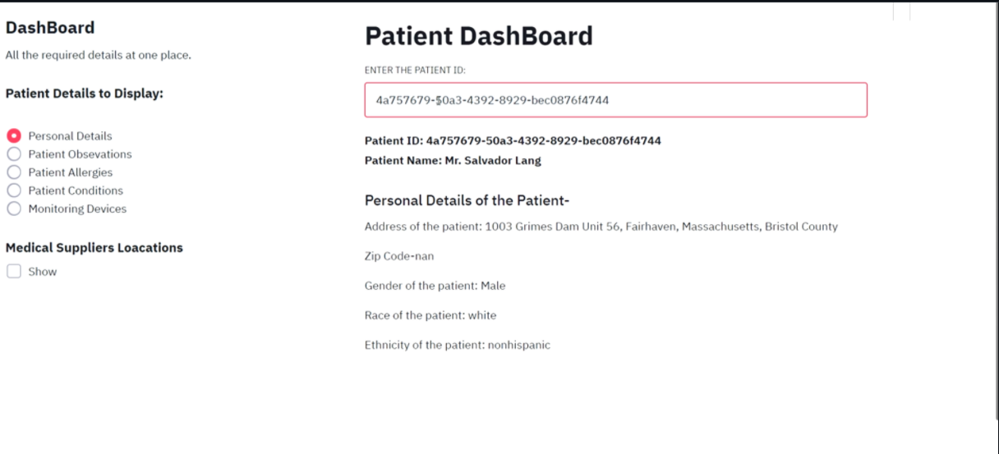 DashBoard
All the required details at one place.
Patient Details to Display:
Personal Details
Patient Obsevations
Patient Allergies
Patient Conditions
Monitoring Devices
Medical Suppliers Loacations
Show
Patient DashBoard
ENTER THE PATIENT ID:
4a757679-50a3-4392-8929-bec0876f4744
Patient ID: 4a757679-50a3-4392-8929-bec0876f4744
Patient Name: Mr. Salvador Lang
Personal Details of the Patient-
Address of the patient: 1003 Grimes Dam Unit 56, Fairhaven, Massachusetts, Bristol County
Zip Code-nan
Gender of the patient: Male
Race of the patient: white
Ethnicity of the patient: nonhispanic